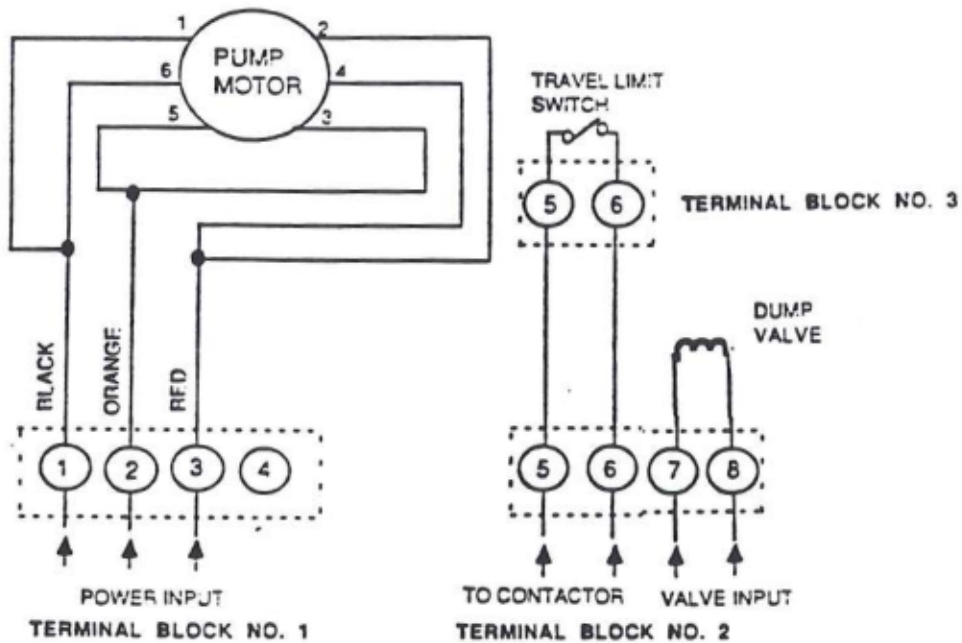 1
2
PUMP
MOTOR
6
4
5
3
TRAVEL LIMIT
SWITCH
5
6
TERMINAL BLOCK NO. 3
DUMP
VALVE
BLACK
ORANGE
RED
1
2
3
4
5
6
7
8
POWER INPUT
TERMINAL BLOCK NO. 1
TO CONTACTOR
VALVE INPUT
TERMINAL BLOCK NO. 2